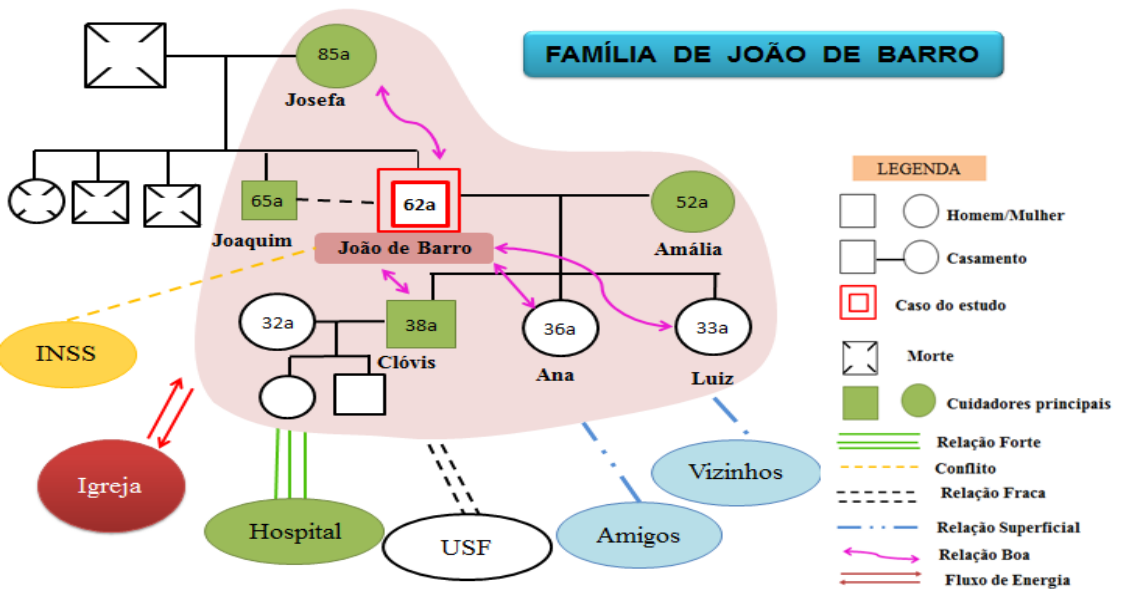 FAMÍLIA DE JOÃO DE BARRO
85a
Josefa
65a
Joaquim
62a
João de Barro
52a
Amália
32a
38a
Clóvis
36a
Ana
33a
Luiz
INSS
Igreja
Hospital
USF
Amigos
Vizinhos
LEGENDA
Homem/Mulher
Casamento
Caso do estudo
Morte
Cuidadores principais
Relação Forte
Conflito
Relação Fraca
Relação Superficial
Relação Boa
Fluxo de Energia